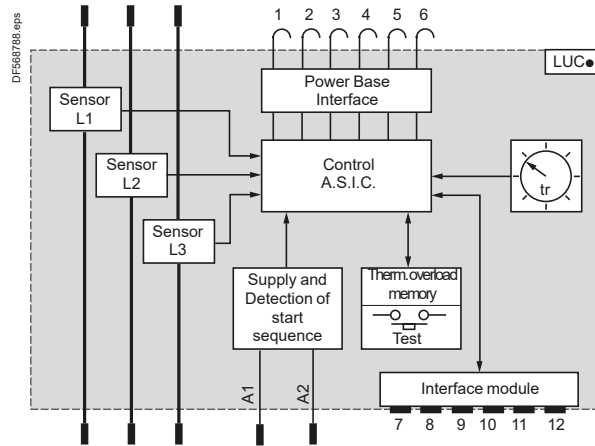 DF568788.eps
1 2 3 4 5 6
LUC●
Power Base
Interface
Sensor
L1
Sensor
L2
Sensor
L3
Control
A.S.I.C.
tr
Supply and
Detection of
start
sequence
Therm.overload
memory
Test
A1
A2
Interface module
7 8 9 10 11 12